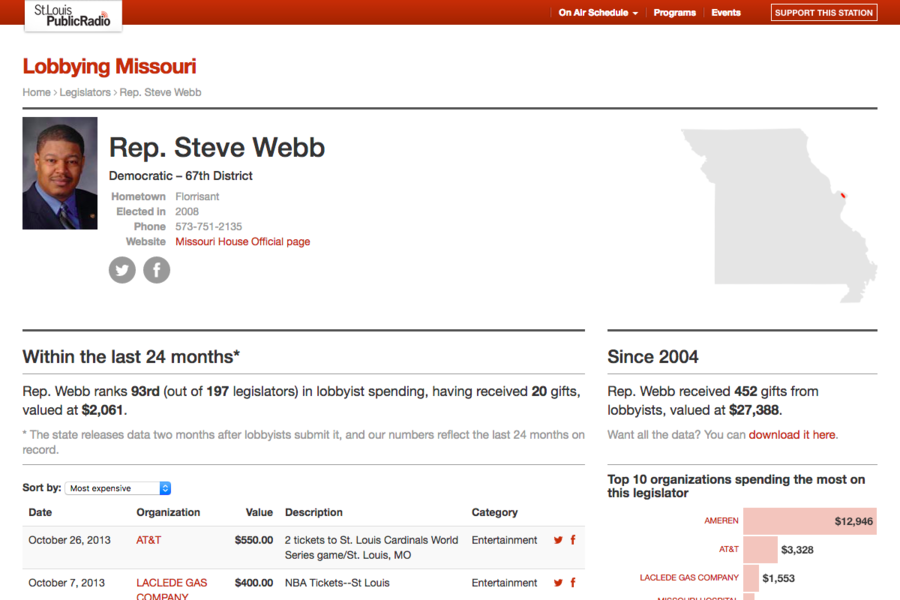 St.Louis
PublicRadio
On Air Schedule Programs Events SUPPORT THIS STATION
Lobbying Missouri
Home › Legislators › Rep. Steve Webb
Rep. Steve Webb
Democratic – 67th District
Hometown Florrisant
Elected in 2008
Phone 573-751-2135
Website Missouri House Official page
Within the last 24 months*
Rep. Webb ranks 93rd (out of 197 legislators) in lobbyist spending, having received 20 gifts,
valued at $2,061.
* The state releases data two months after lobbyists submit it, and our numbers reflect the last 24 months on
record.
Sort by: Most expensive
Date Organization Value Description Category
October 26, 2013 AT&T $550.00 2 tickets to St. Louis Cardinals World Entertainment
Series game/St. Louis, MO
October 7, 2013 LACLEDE GAS $400.00 NBA Tickets--St Louis Entertainment
COMPANY
Since 2004
Rep. Webb received 452 gifts from
lobbyists, valued at $27,388.
Want all the data? You can download it here.
Top 10 organizations spending the most on
this legislator
AMEREN $12,946
AT&T $3,328
LACLEDE GAS COMPANY $1,553
MISSOURI HOSPITAL